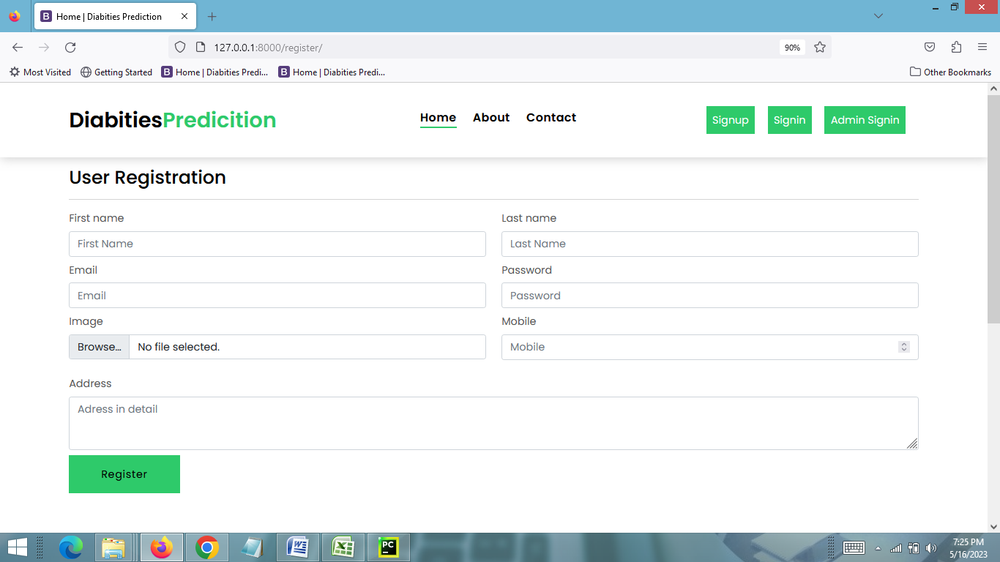 Home | Diabities Prediction
127.0.0.1:8000/register/
90%
Most Visited
Getting Started
Home | Diabities Predi...
Home | Diabities Predi...
Other Bookmarks
DiabitiesPredicition
Home
About
Contact
Signup
Signin
Admin Signin
User Registration
First name
Last name
First Name
Last Name
Email
Password
Email
Password
Image
Mobile
Browse...
No file selected.
Mobile
Address
Adress in detail
Register
7:25 PM
5/16/2023